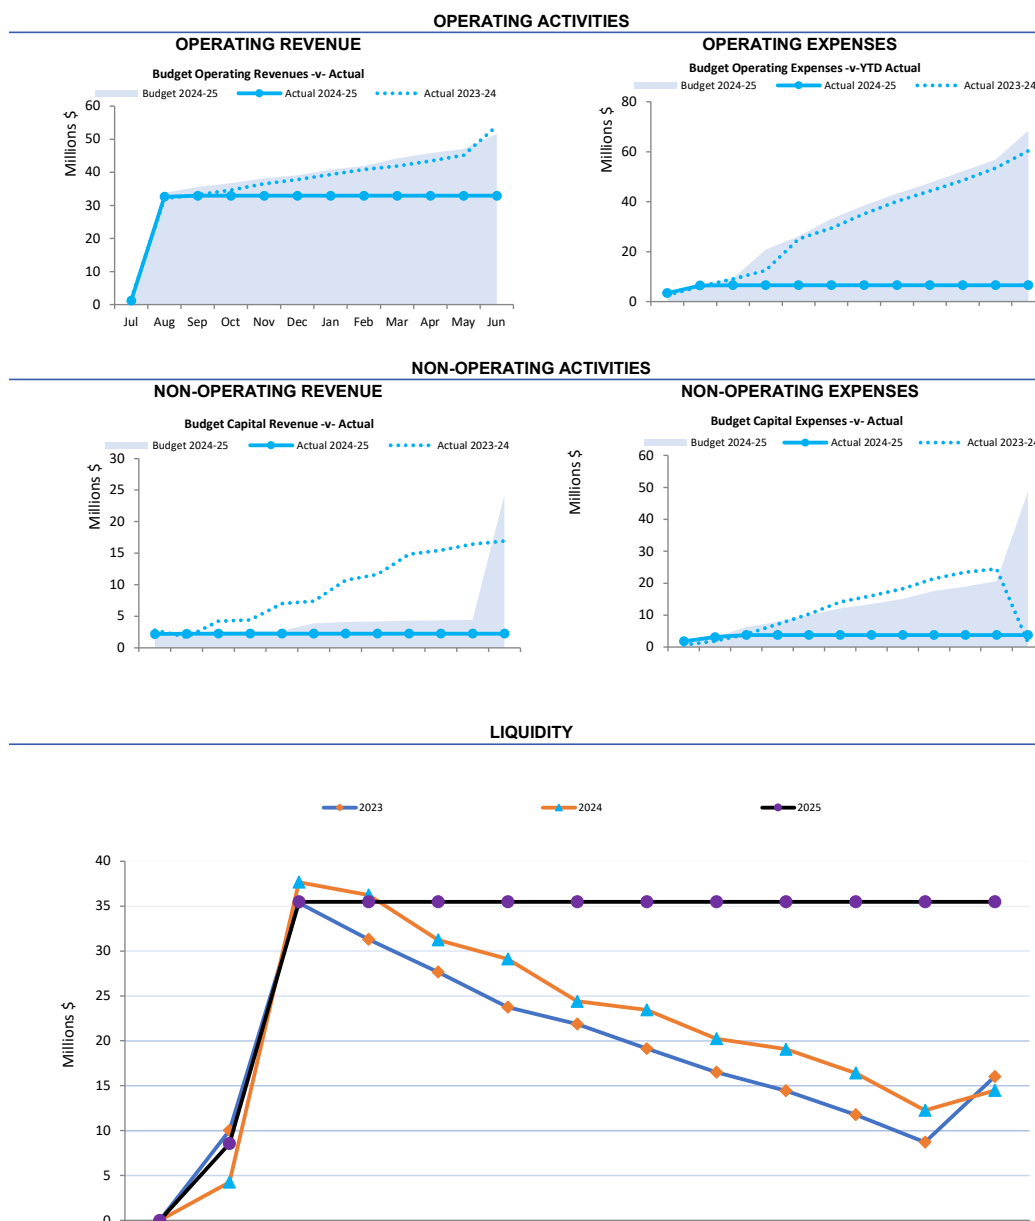 OPERATING ACTIVITIES
OPERATING REVENUE
Budget Operating Revenues -v- Actual
Budget 2024-25 Actual 2024-25 Actual 2023-24
Millions $
60
50
40
30
20
10
0
Jul Aug Sep Oct Nov Dec Jan Feb Mar Apr May Jun
OPERATING EXPENSES
Budget Operating Expenses -v-YTD Actual
Budget 2024-25 Actual 2024-25 Actual 2023-24
Millions $
80
60
40
20
0
NON-OPERATING ACTIVITIES
NON-OPERATING REVENUE
Budget Capital Revenue -v- Actual
Budget 2024-25 Actual 2024-25 Actual 2023-24
Millions $
30
25
20
15
10
5
0
NON-OPERATING EXPENSES
Budget Capital Expenses -v- Actual
Budget 2024-25 Actual 2024-25 Actual 2023-24
Millions $
60
50
40
30
20
10
0
LIQUIDITY
2023 2024 2025
Millions $
40
35
30
25
20
15
10
5
0